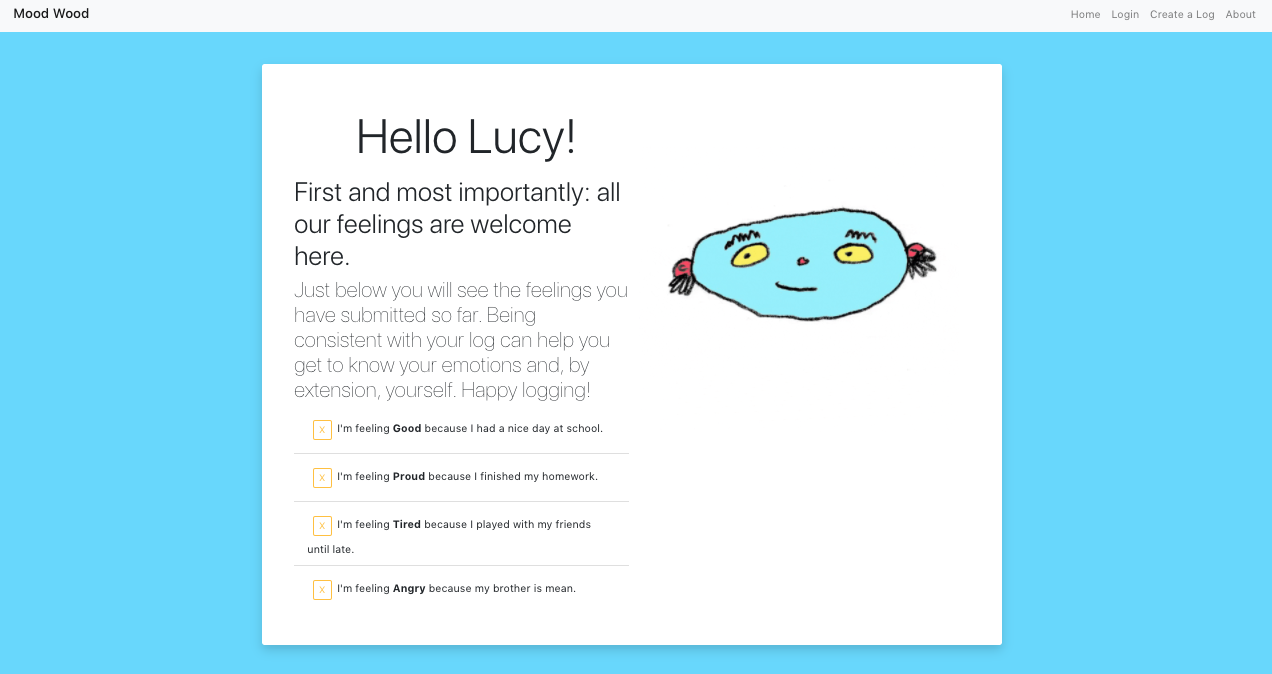 Mood Wood
Home Login Create a Log About
Hello Lucy!
First and most importantly: all
our feelings are welcome
here.
Just below you will see the feelings you
have submitted so far. Being
consistent with your log can help you
get to know your emotions and, by
extension, yourself. Happy logging!
X I'm feeling Good because I had a nice day at school.
X I'm feeling Proud because I finished my homework.
X I'm feeling Tired because I played with my friends
until late.
X I'm feeling Angry because my brother is mean.